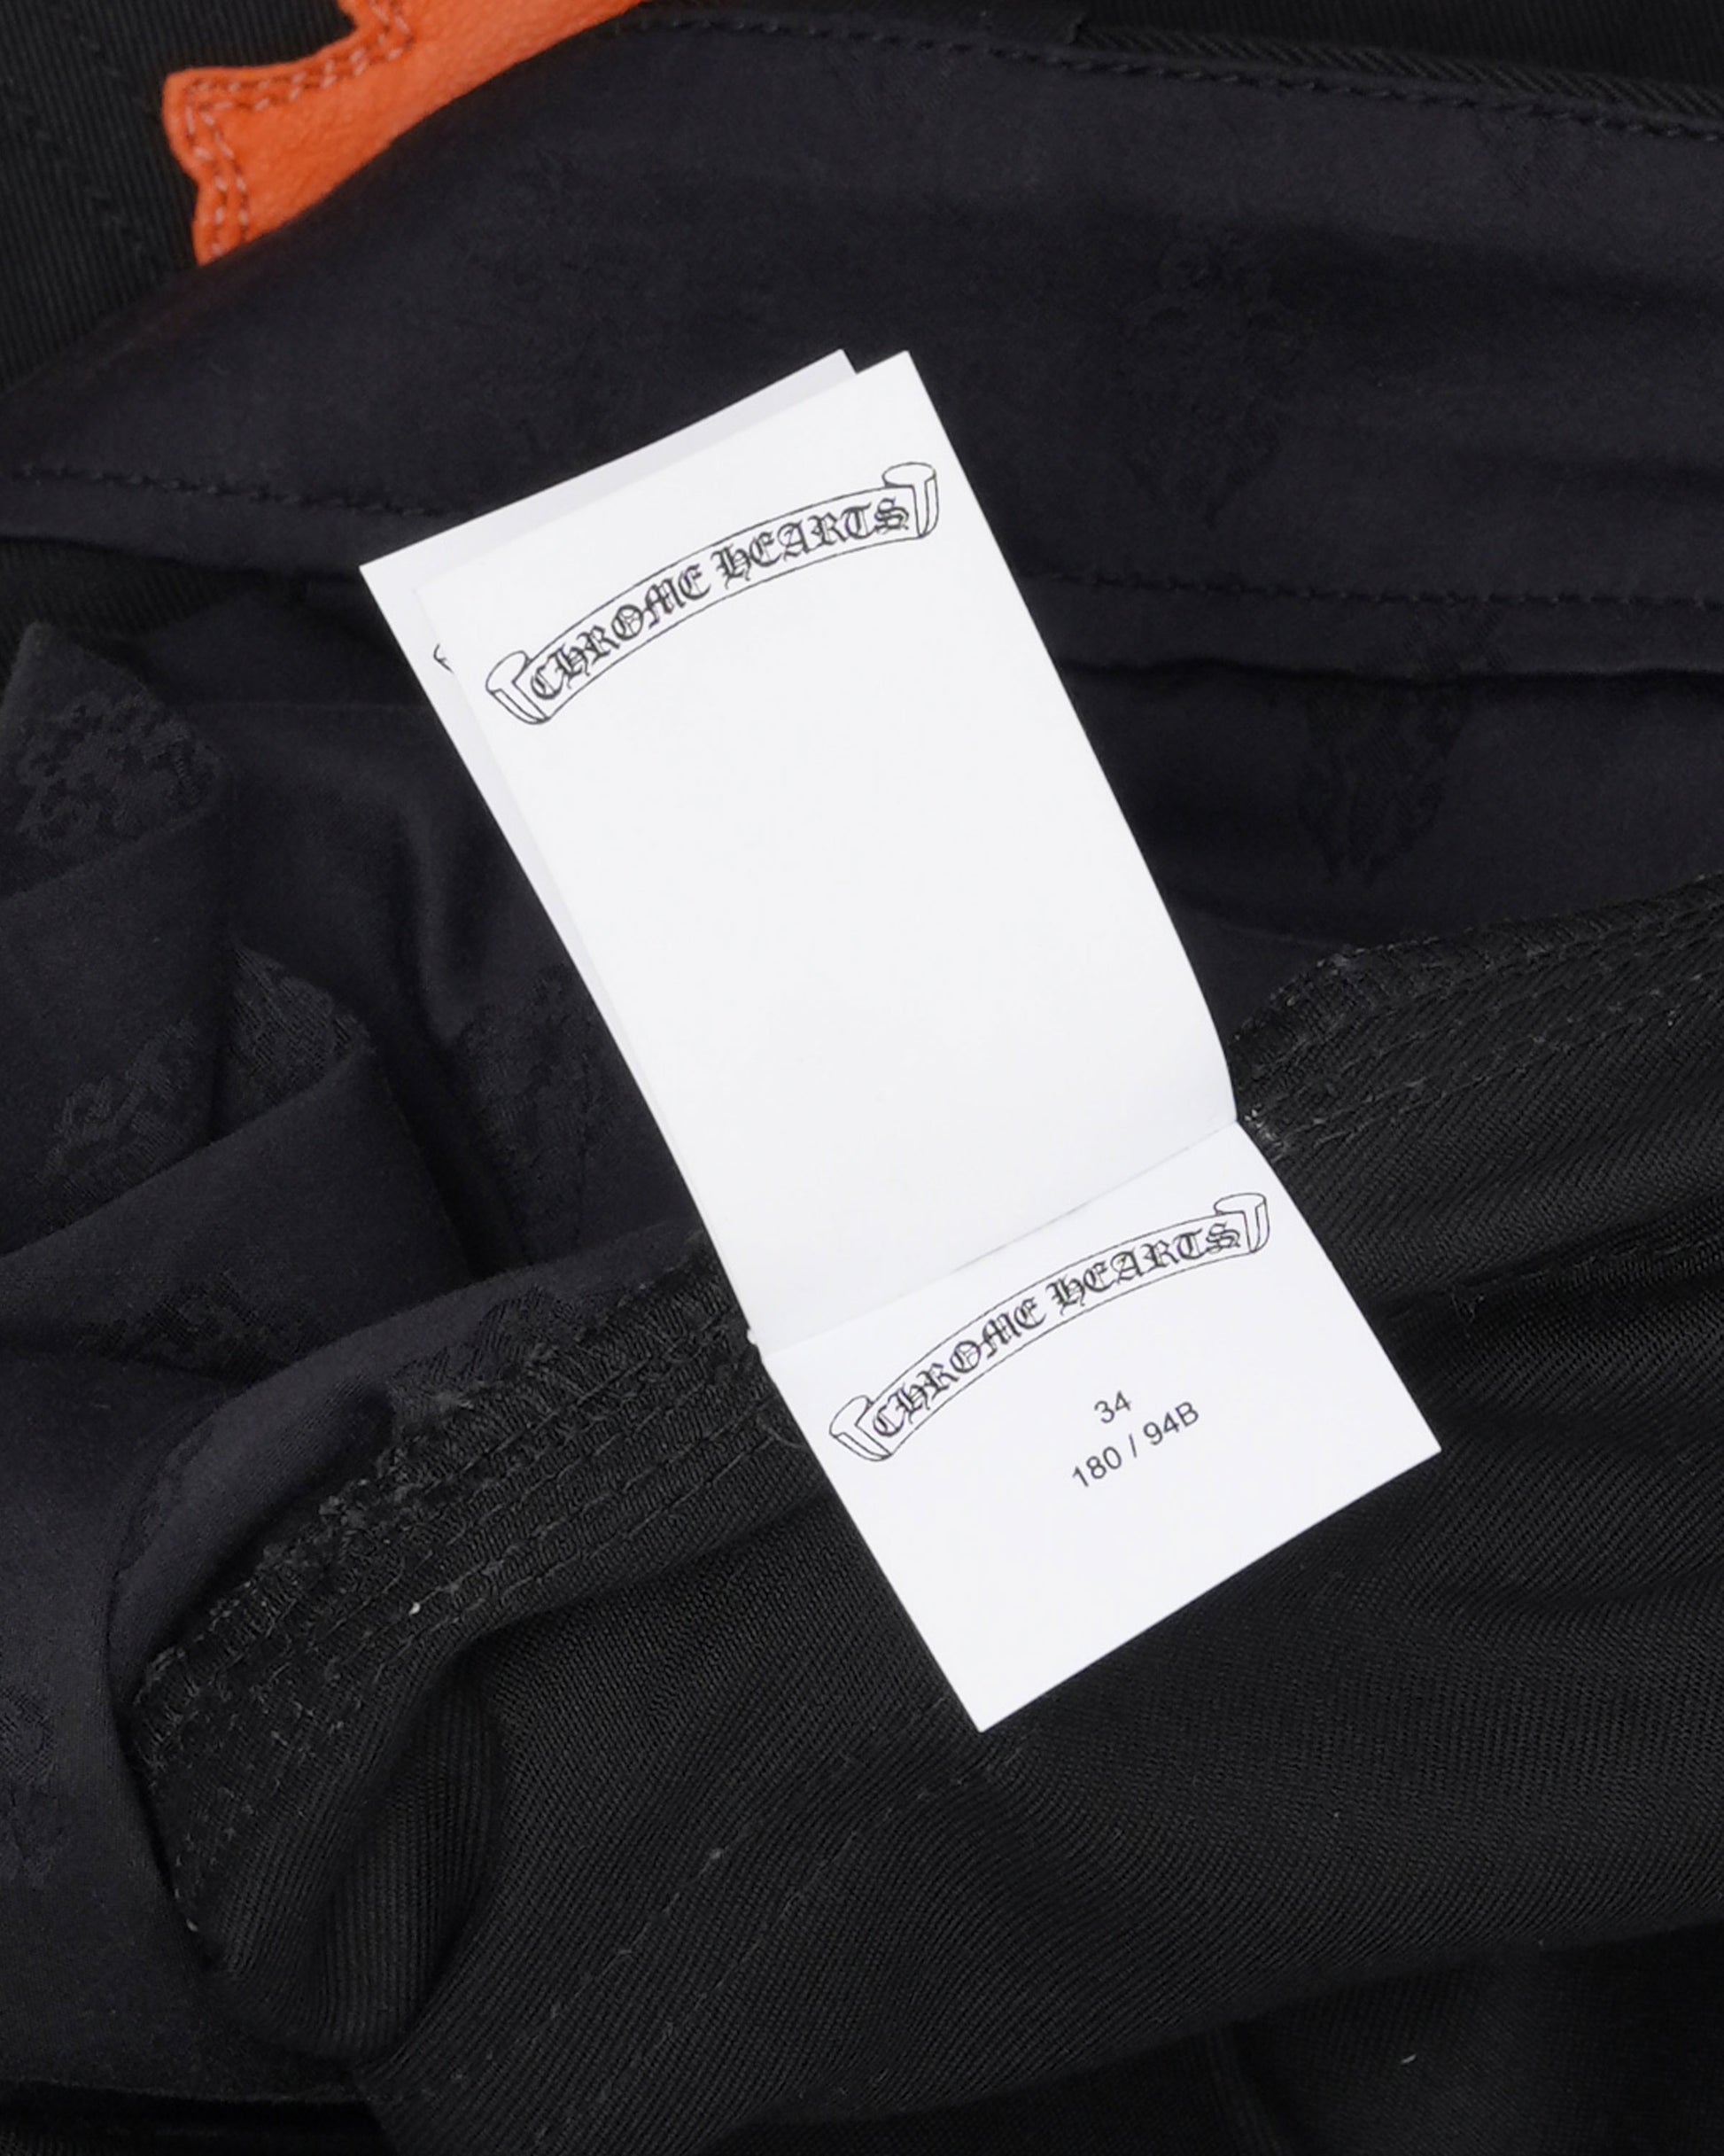 CHROME HEARTS
CHROME HEARTS
34
180 / 94B